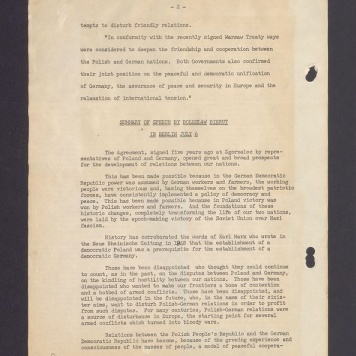 - 2 -
tempts to disturb friendly relations.
"In conformity with the recently signed Warsaw Treaty ways
were considered to deepen the friendship and cooperation between
the Polish and German nations. Both Governments also confirmed
their joint position on the peaceful and democratic unification
of Germany, the assurance of peace and security in Europe and the
relaxation of international tension."
SUMMARY OF SPEECH BY BOLESLAW BIERUT
IN BERLIN JULY 6
The Agreement, signed five years ago at Zgorzelec by repre-
sentatives of Poland and Germany, opened great and broad prospects
for the development of relations between our nations.
This has been made possible because in the German Democratic
Republic power was assumed by German workers and farmers, the working
people were victorious and, basing themselves on the broadest patriotic
forces, have consistently implemented a policy of democracy and
peace. This has been made possible because in Poland victory was
won by Polish workers and farmers. And the foundations of these
historic changes, completely transforming the life of our two nations,
were laid by the epoch-making victory of the Soviet Union over Nazi
fascism.
History has corroborated the words of Karl Marx who wrote in
the Neue Rheinische Zeitung in that the establishment of a
democratic Poland was a prerequisite for the establishment of a
democratic Germany.
Those have been disappointed who thought they could continue
to count, as in the past, on the disputes between Poland and Germany,
on the kindling of hostility between our nations. Those have been
disappointed who wanted to make our frontiers a bone of contention
and a hotbed of armed conflicts. Those have been disappointed, and
will be disappointed in the future, who, in the name of their sinis-
ter aims, want to disturb Polish-German relations in order to profit
from such disputes. For many centuries, Polish-German relations were
a source of disturbance in Europe, the starting point for several
armed conflicts which turned into bloody wars.
Relations between the Polish People's Republic and the German
Democratic Republic have become, because of the growing experience and
consciousness of the masses of people, a model of peaceful coopera-